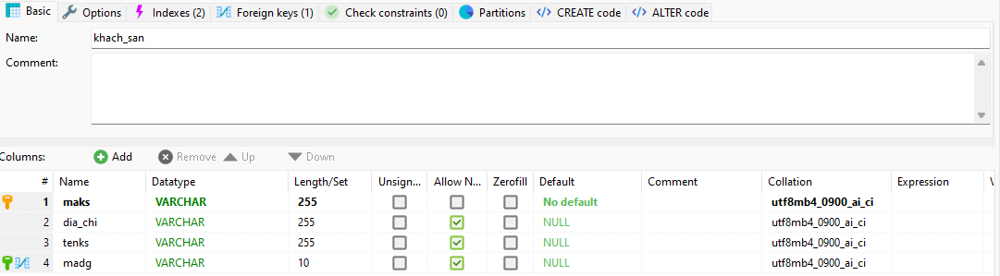 Basic Options Indexes (2) Foreign keys (1) Check constraints (0) Partitions CREATE code ALTER code
Name: khach_san
Comment:
Columns: Add Remove Up Down
# Name Datatype Length/Set Unsign... Allow N... Zerofill Default Comment Collation Expression V
1 maks VARCHAR 255 No default utf8mb4_0900_ai_ci
2 dia_chi VARCHAR 255 NULL utf8mb4_0900_ai_ci
3 tenks VARCHAR 255 NULL utf8mb4_0900_ai_ci
4 madg VARCHAR 10 NULL utf8mb4_0900_ai_ci